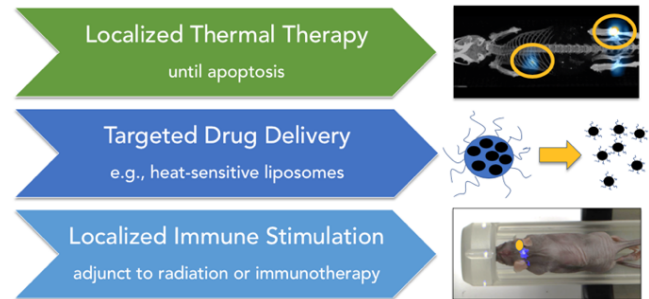 Localized Thermal Therapy
until apoptosis
Targeted Drug Delivery
e.g., heat-sensitive liposomes
Localized Immune Stimulation
adjunct to radiation or immunotherapy